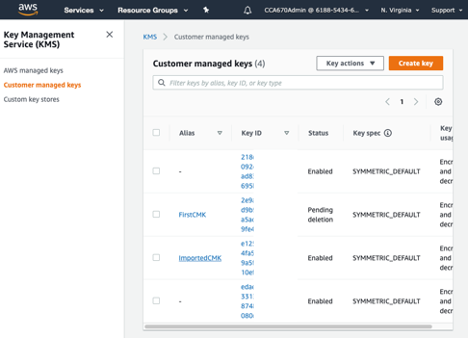 aws
Services
Resource Groups
CCA670Admin @ 6188-5434-6...
N. Virginia
Support
Key Management
Service (KMS)
AWS managed keys
Customer managed keys
Custom key stores
KMS > Customer managed keys
Customer managed keys (4)
Key actions
Create key
Filter keys by alias, key ID, or key type
1
Alias
Key ID
Status
Key spec
Key
usag
-
218
092
ad8
695
Enabled
SYMMETRIC_DEFAULT
Encr
and
decr
FirstCMK
2e9
d9b
a5a
9fe4
Pending
deletion
SYMMETRIC_DEFAULT
Encr
and
decr
ImportedCMK
e12
4fa5
9a5
10e
Enabled
SYMMETRIC_DEFAULT
Encr
and
decr
-
edae
331
874
080
Enabled
SYMMETRIC_DEFAULT
Encr
and
decr